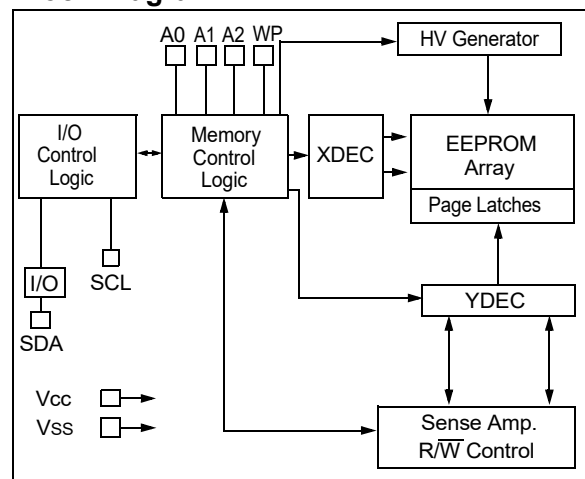 A0 A1 A2 WP
HV Generator
I/O
Control
Logic
Memory
Control
Logic
XDEC
EEPROM
Array
Page Latches
I/O
SCL
SDA
YDEC
Vcc
Vss
Sense Amp.
R/W̅ Control